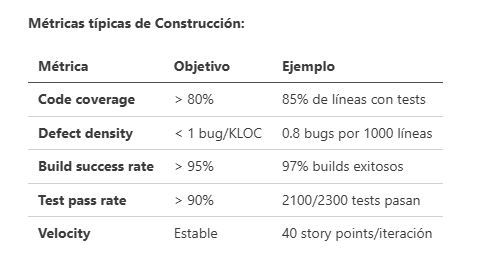 Métricas típicas de Construcción:
Métrica Objetivo Ejemplo
Code coverage > 80% 85% de líneas con tests
Defect density < 1 bug/KLOC 0.8 bugs por 1000 líneas
Build success rate > 95% 97% builds exitosos
Test pass rate > 90% 2100/2300 tests pasan
Velocity Estable 40 story points/iteración